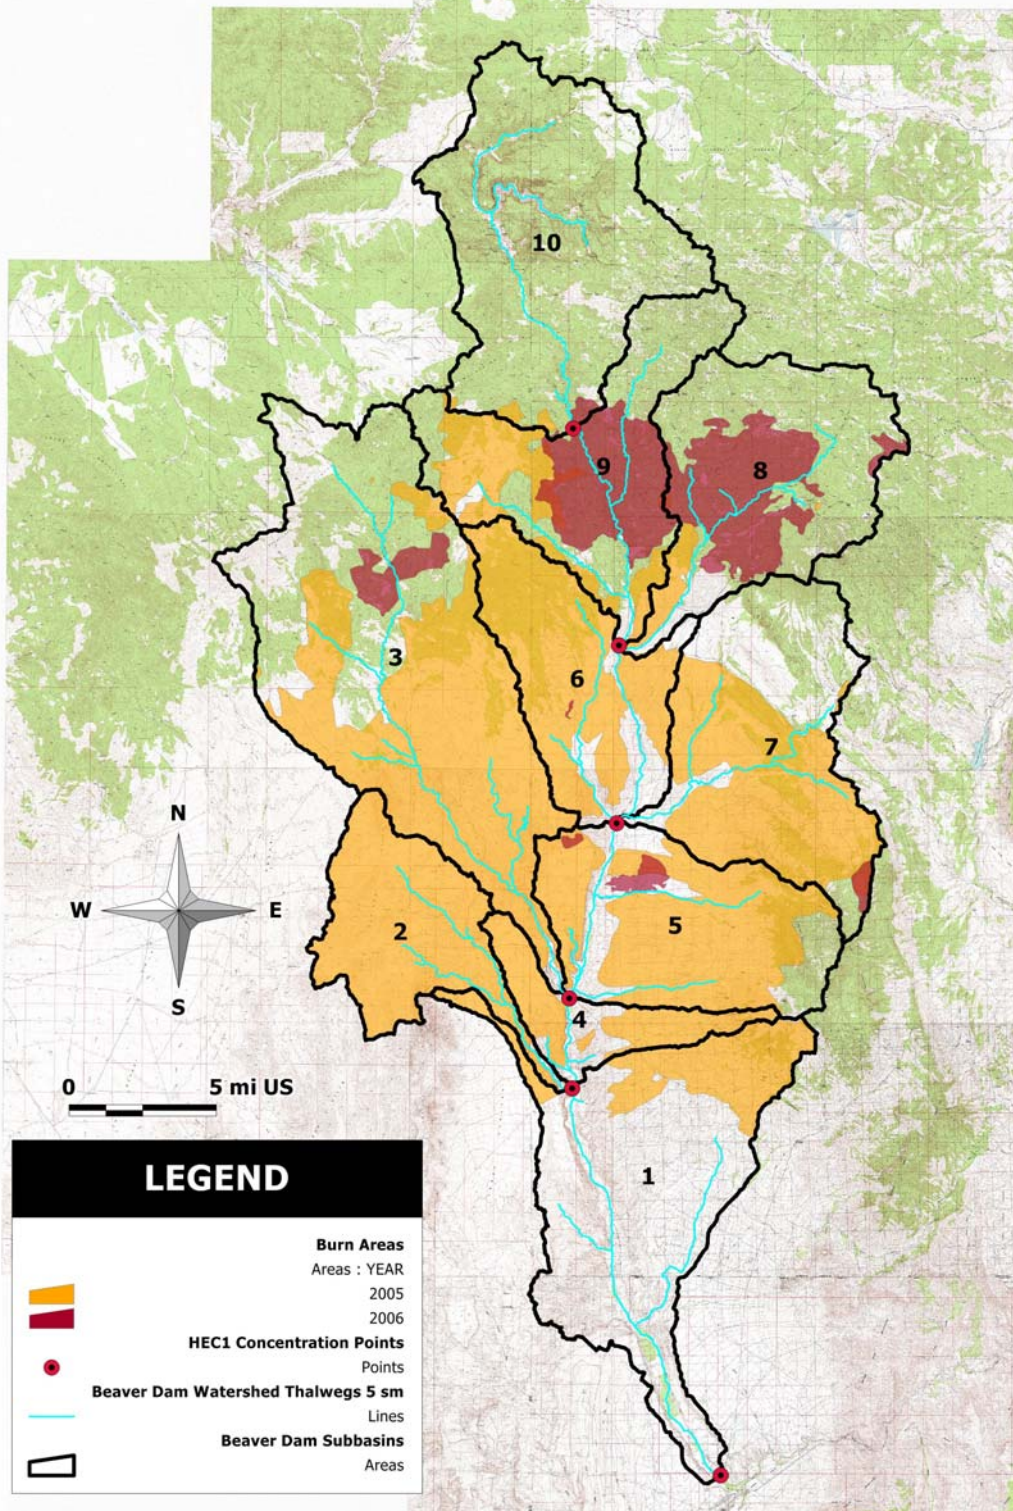 10
9
8
3
6
7
N
W E
2
5
S
4
0 5 mi US
1
LEGEND
Burn Areas
Areas : YEAR
2005
2006
HEC1 Concentration Points
Points
Beaver Dam Watershed Thalwegs 5 sm
Lines
Beaver Dam Subbasins
Areas